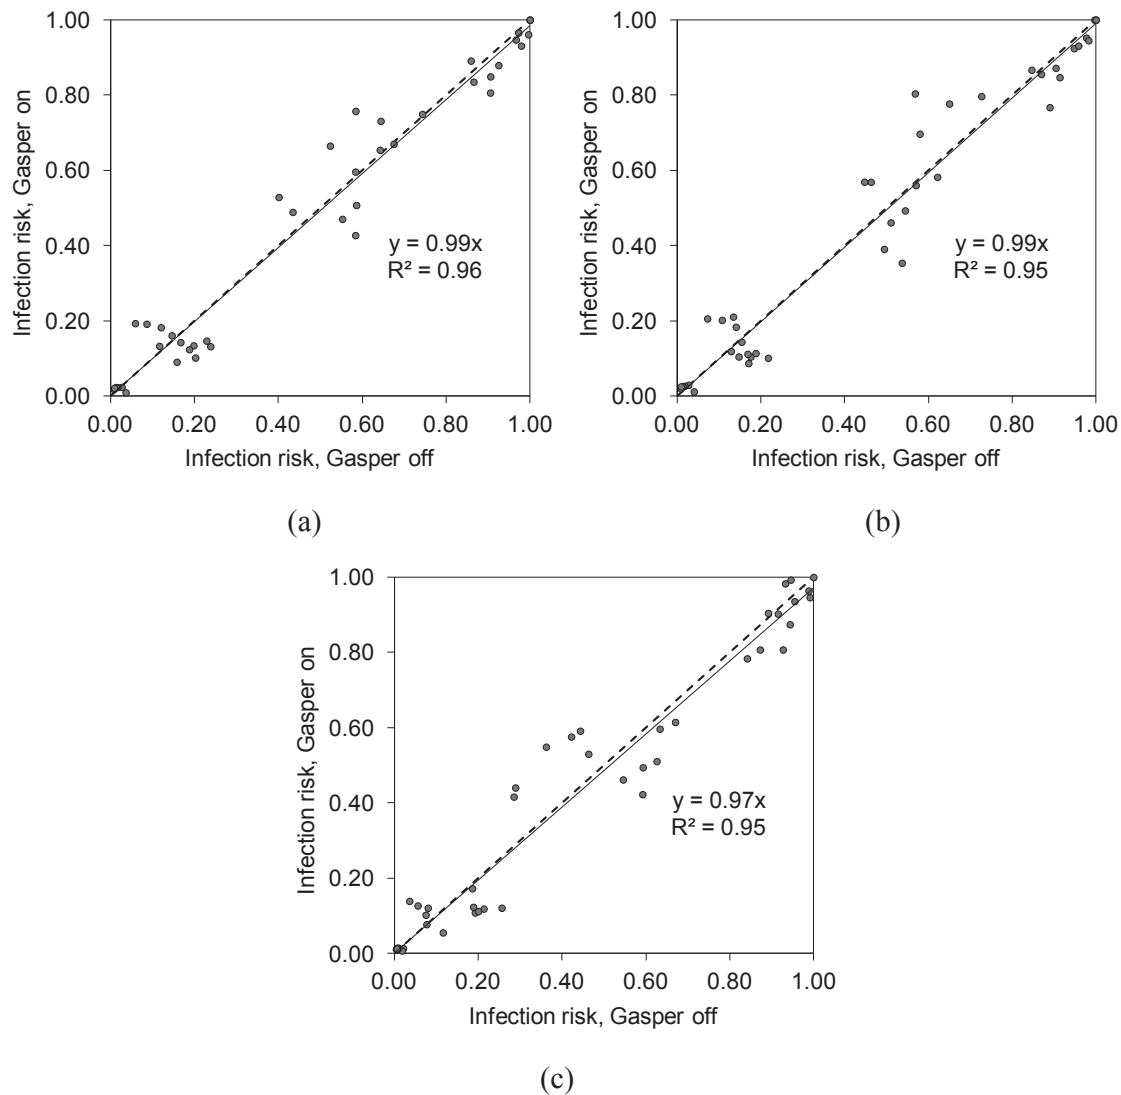 1.00
0.80
0.60
0.40
0.20
0.00
Infection risk, Gasper on
y = 0.99x
R² = 0.96
0.00 0.20 0.40 0.60 0.80 1.00
Infection risk, Gasper off
(a)
1.00
0.80
0.60
0.40
0.20
0.00
Infection risk, Gasper on
y = 0.99x
R² = 0.95
0.00 0.20 0.40 0.60 0.80 1.00
Infection risk, Gasper off
(b)
1.00
0.80
0.60
0.40
0.20
0.00
Infection risk, Gasper on
y = 0.97x
R² = 0.95
0.00 0.20 0.40 0.60 0.80 1.00
Infection risk, Gasper off
(c)